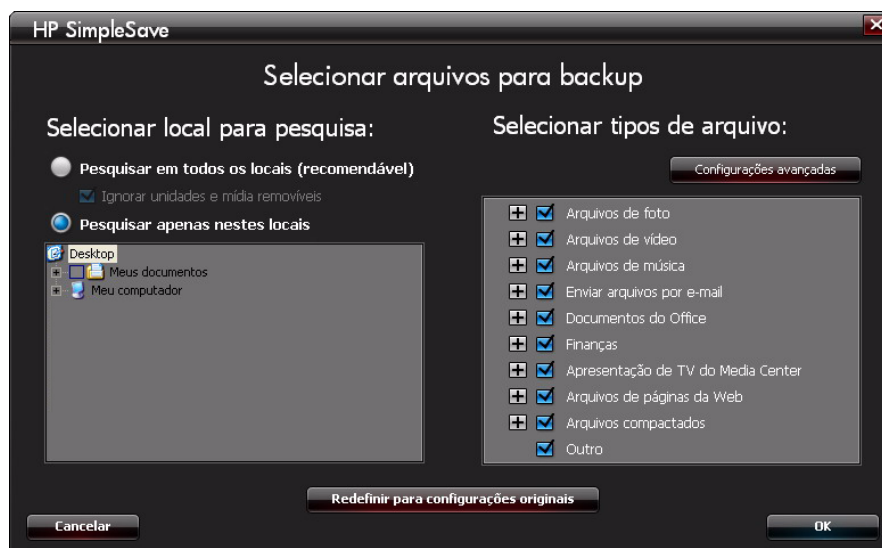 HP SimpleSave
Selecionar arquivos para backup
Selecionar local para pesquisa:
Pesquisar em todos os locais (recomendável)
Ignorar unidades e mídia removíveis
Pesquisar apenas nestes locais
Desktop
Meus documentos
Meu computador
Selecionar tipos de arquivo:
Configurações avançadas
Arquivos de foto
Arquivos de vídeo
Arquivos de música
Enviar arquivos por e-mail
Documentos do Office
Finanças
Apresentação de TV do Media Center
Arquivos de páginas da Web
Arquivos compactados
Outro
Redefinir para configurações originais
Cancelar
OK